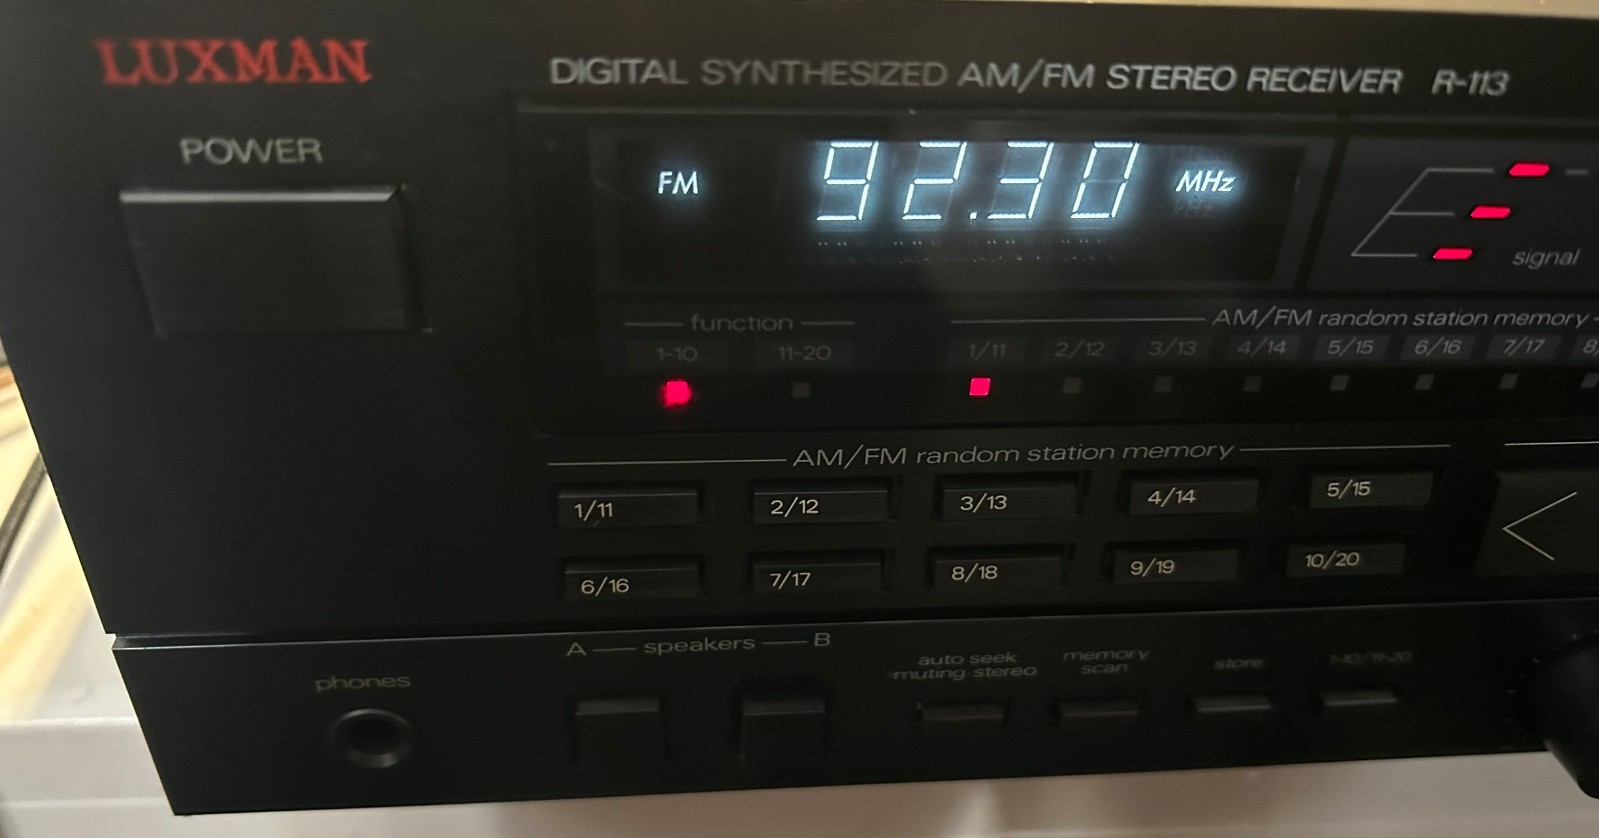 LUXMAN
DIGITAL SYNTHESIZED AM/FM STEREO RECEIVER R-113
POWER
FM 92.30 MHz
signal
function
AM/FM random station memory
1-10 11-20 1/11 2/12 3/13 4/14 5/15 6/16 7/17 8/
AM/FM random station memory
1/11 2/12 3/13 4/14 5/15
6/16 7/17 8/18 9/19 10/20
A speakers B
phones
auto seek
muting·stereo
memory
scan
store
1-10/11-20